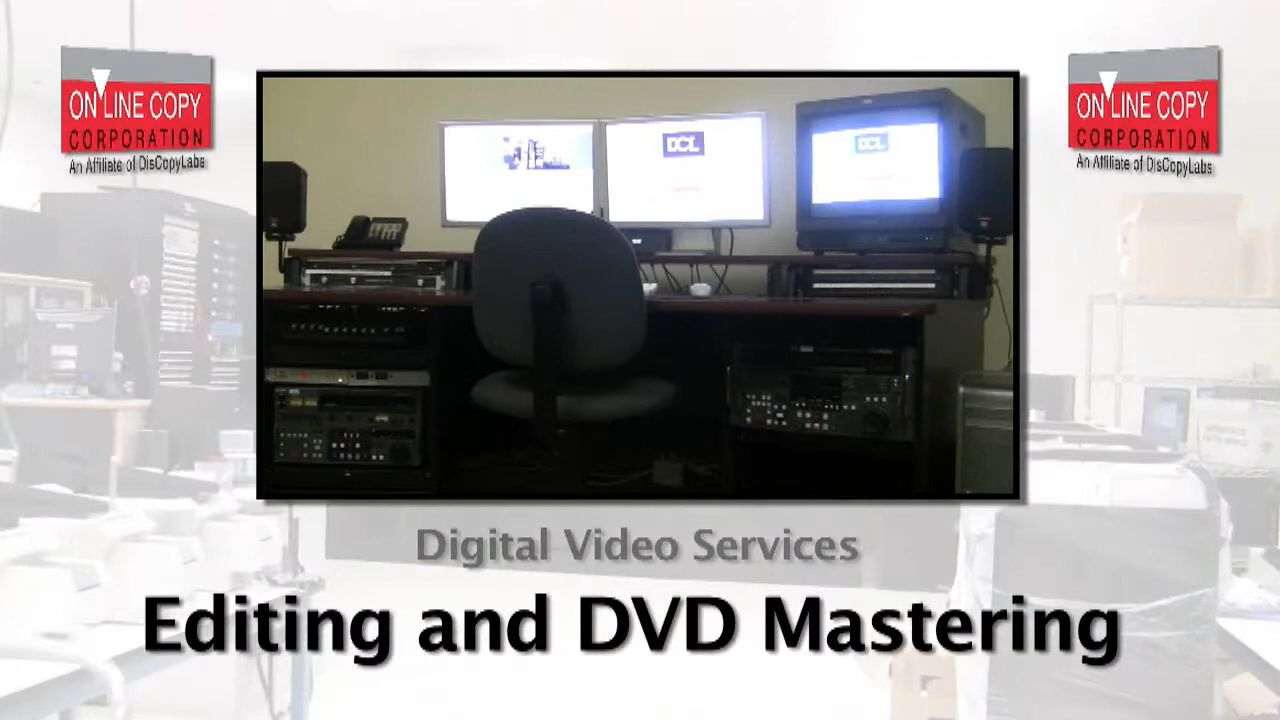 ON LINE COPY
CORPORATION
An Affiliate of DisCopyLabs
ON LINE COPY
CORPORATION
An Affiliate of DisCopyLabs
DCL
DCL
Digital Video Services
Editing and DVD Mastering